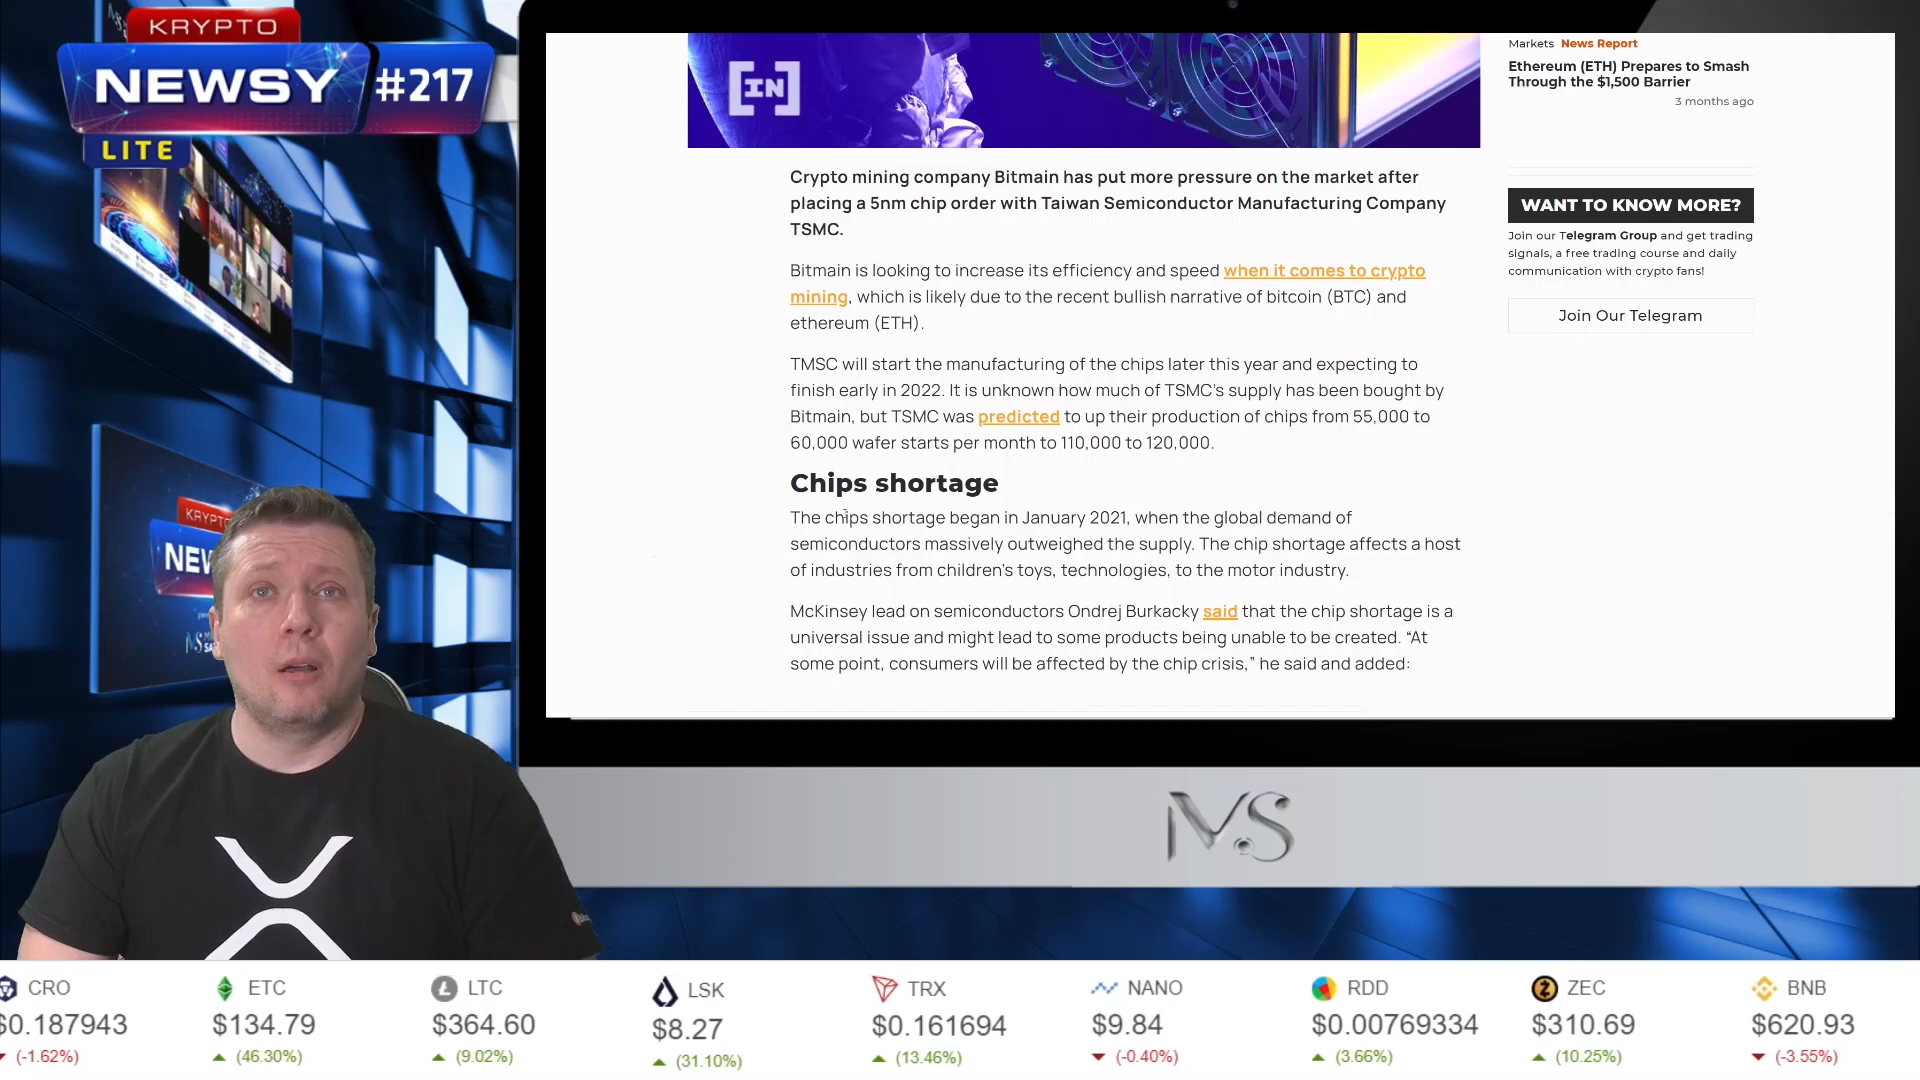 KRYPTO
NEWSY #217
LITE
KRYPT
NEW
[IN]
Markets News Report
Ethereum (ETH) Prepares to Smash
Through the $1,500 Barrier
3 months ago
WANT TO KNOW MORE?
Join our Telegram Group and get trading
signals, a free trading course and daily
communication with crypto fans!
Join Our Telegram
Crypto mining company Bitmain has put more pressure on the market after
placing a 5nm chip order with Taiwan Semiconductor Manufacturing Company
TSMC.
Bitmain is looking to increase its efficiency and speed when it comes to crypto
mining, which is likely due to the recent bullish narrative of bitcoin (BTC) and
ethereum (ETH).
TMSC will start the manufacturing of the chips later this year and expecting to
finish early in 2022. It is unknown how much of TSMC's supply has been bought by
Bitmain, but TSMC was predicted to up their production of chips from 55,000 to
60,000 wafer starts per month to 110,000 to 120,000.
Chips shortage
The chips shortage began in January 2021, when the global demand of
semiconductors massively outweighed the supply. The chip shortage affects a host
of industries from children's toys, technologies, to the motor industry.
McKinsey lead on semiconductors Ondrej Burkacky said that the chip shortage is a
universal issue and might lead to some products being unable to be created. “At
some point, consumers will be affected by the chip crisis,” he said and added:
MS
CRO ETC LTC LSK TRX NANO RDD ZEC BNB
$0.187943 $134.79 $364.60 $8.27 $0.161694 $9.84 $0.00769334 $310.69 $620.93
(-1.62%) (46.30%) (9.02%) (31.10%) (13.46%) (-0.40%) (3.66%) (10.25%) (-3.55%)